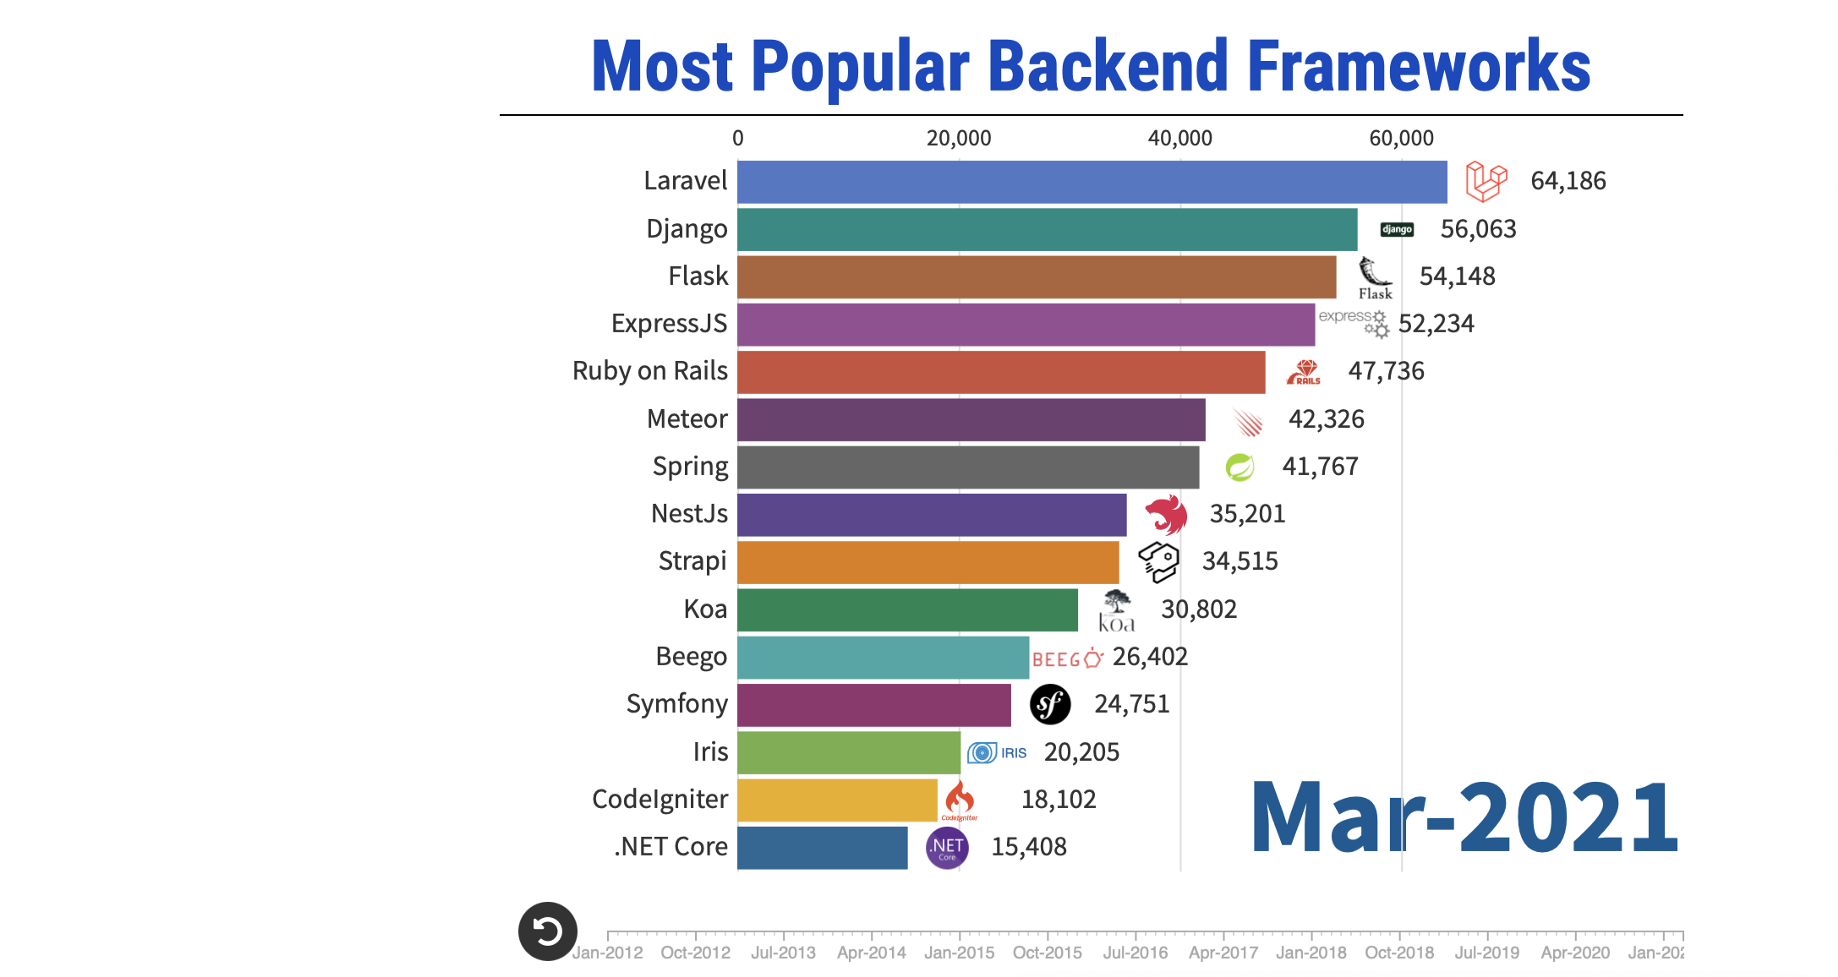 Most Popular Backend Frameworks
0 20,000 40,000 60,000
Laravel 64,186
Django django 56,063
Flask Flask 54,148
ExpressJS express 52,234
Ruby on Rails RAILS 47,736
Meteor 42,326
Spring 41,767
NestJs 35,201
Strapi 34,515
Koa koa 30,802
Beego BEEGO 26,402
Symfony sf 24,751
Iris IRIS 20,205
CodeIgniter CodeIgniter 18,102
.NET Core .NET Core 15,408
Mar-2021
Jan-2012 Oct-2012 Jul-2013 Apr-2014 Jan-2015 Oct-2015 Jul-2016 Apr-2017 Jan-2018 Oct-2018 Jul-2019 Apr-2020 Jan-202